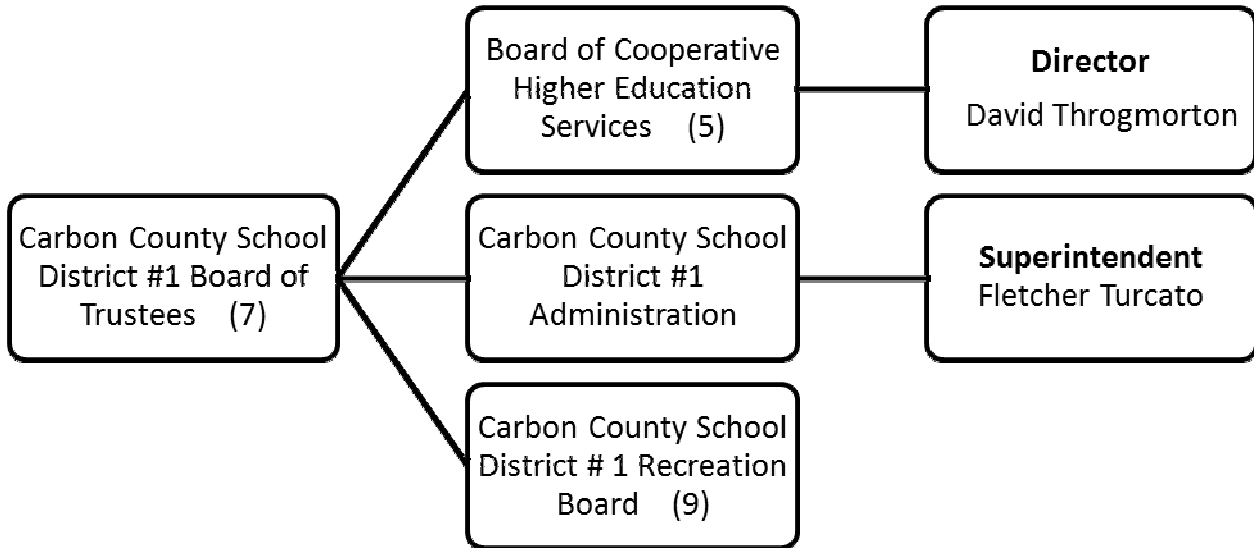 Carbon County School
District #1 Board of
Trustees (7)
Board of Cooperative
Higher Education
Services (5)
Director
David Throgmorton
Carbon County School
District #1
Administration
Superintendent
Fletcher Turcato
Carbon County School
District # 1 Recreation
Board (9)